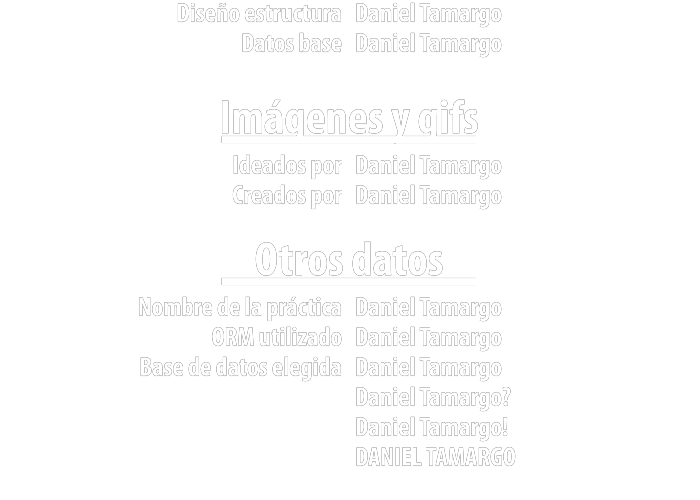 Diseño estructura Daniel Tamargo
Datos base Daniel Tamargo
Imágenes y gifs
Ideados por Daniel Tamargo
Creados por Daniel Tamargo
Otros datos
Nombre de la práctica Daniel Tamargo
ORM utilizado Daniel Tamargo
Base de datos elegida Daniel Tamargo
Daniel Tamargo?
Daniel Tamargo!
DANIEL TAMARGO